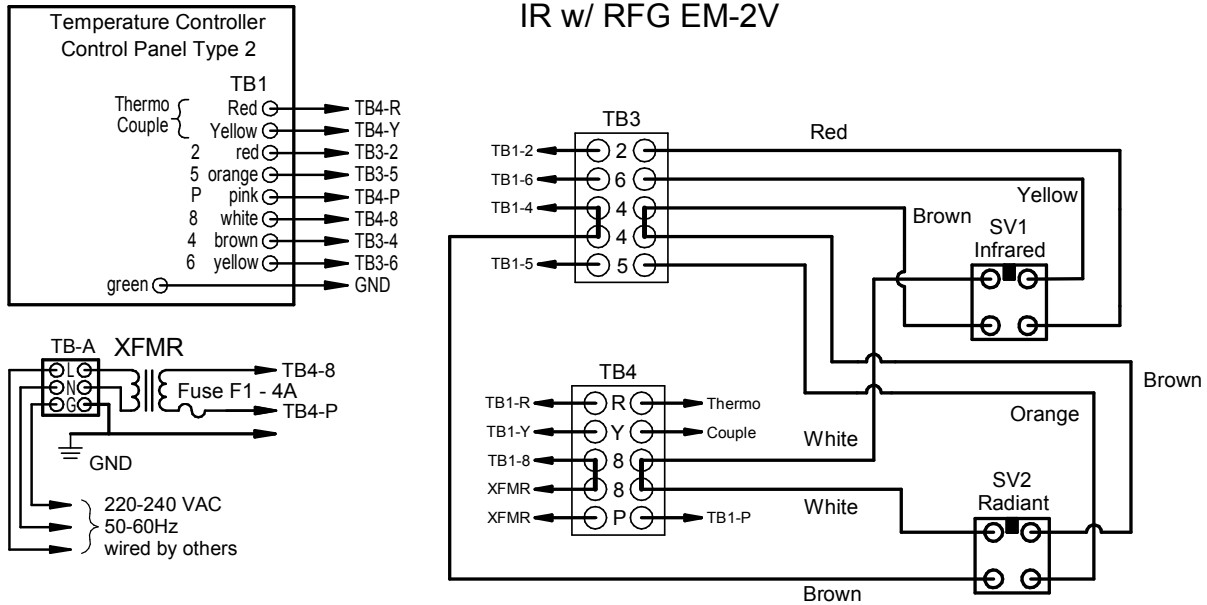 IR w/ RFG EM-2V
Temperature Controller
Control Panel Type 2
TB1
Thermo
Couple
Red TB4-R
Yellow TB4-Y
2 red TB3-2
5 orange TB3-5
P pink TB4-P
8 white TB4-8
4 brown TB3-4
6 yellow TB3-6
green GND
TB-A XFMR
L
N
G
TB4-8
Fuse F1 - 4A
TB4-P
GND
220-240 VAC
50-60Hz
wired by others
TB3
TB1-2 2
TB1-6 6
TB1-4 4
4
TB1-5 5
Red
Yellow
Brown
SV1
Infrared
Brown
Orange
TB4
TB1-R R Thermo
TB1-Y Y Couple
TB1-8 8
XFMR 8
XFMR P TB1-P
White
White
SV2
Radiant
Brown